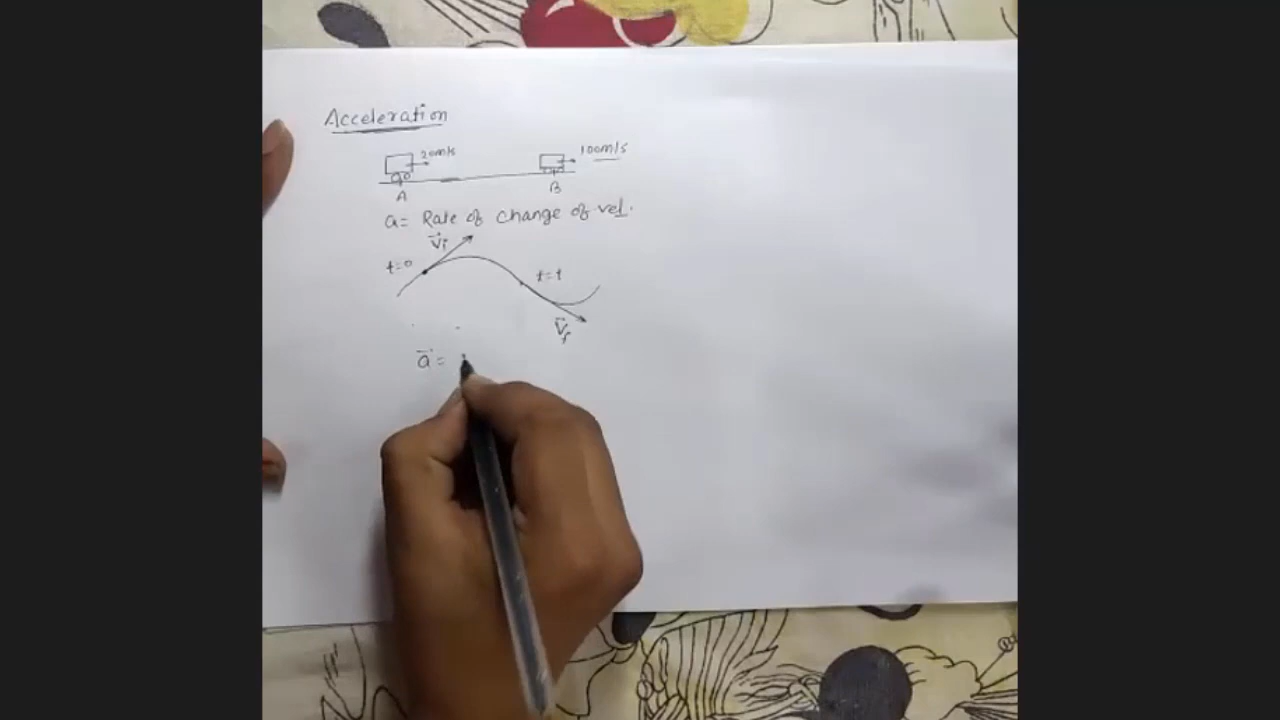 Acceleration
20m/s 100m/s
A B
a = Rate of change of vel.
V⃗i
t=0 t=t
V⃗f
a⃗ =